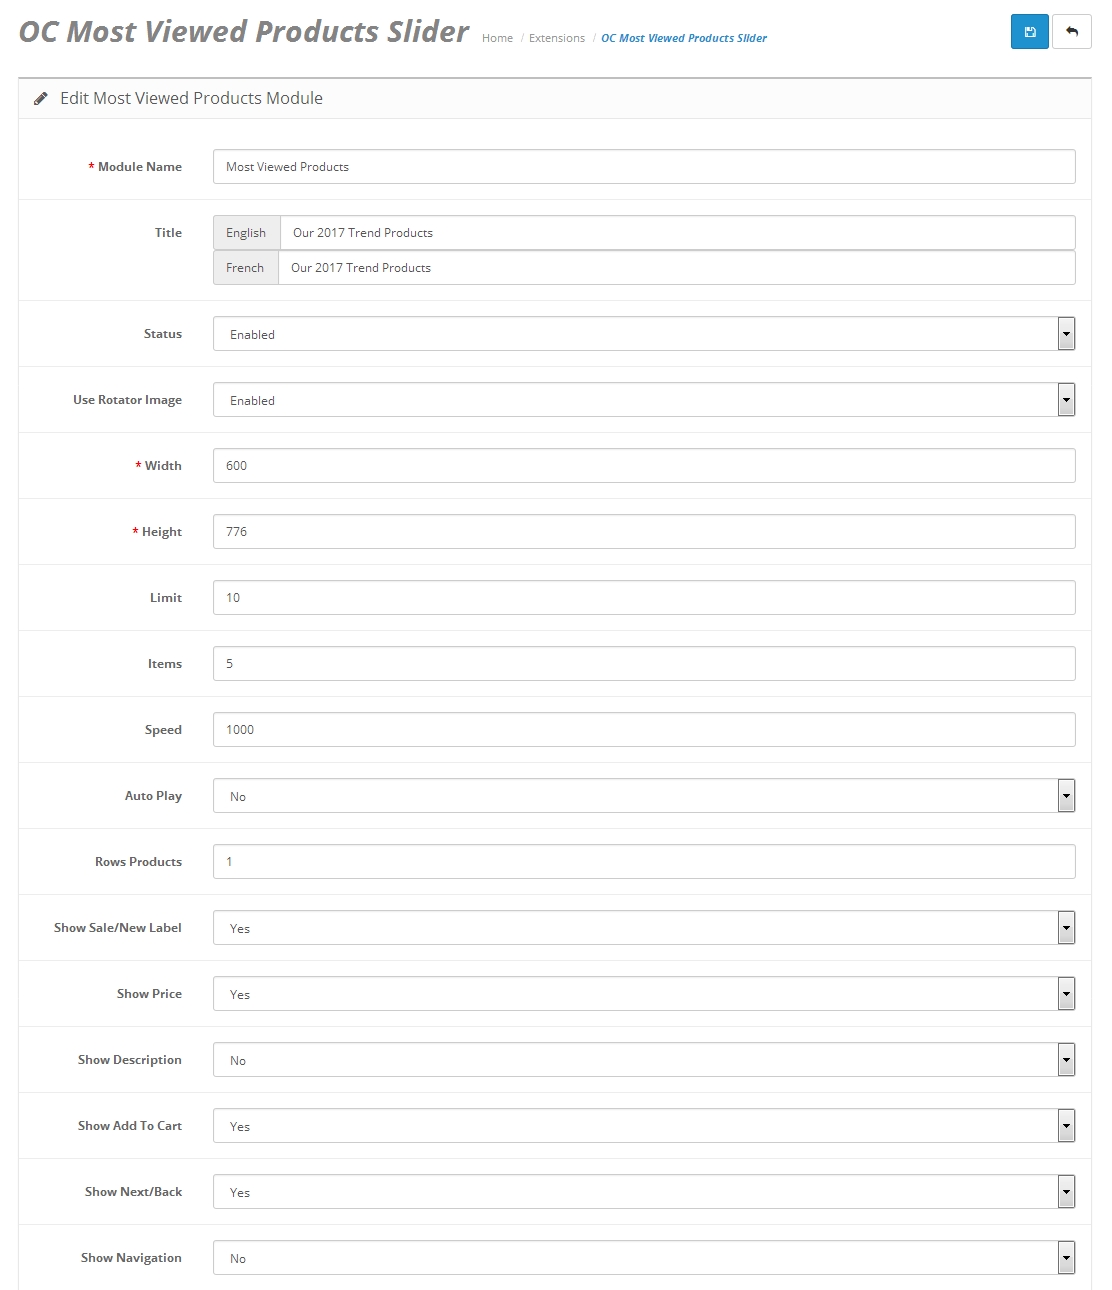 OC Most Viewed Products Slider Home / Extensions / OC Most Viewed Products Slider
Edit Most Viewed Products Module
* Module Name Most Viewed Products
Title English Our 2017 Trend Products
French Our 2017 Trend Products
Status Enabled
Use Rotator Image Enabled
* Width 600
* Height 776
Limit 10
Items 5
Speed 1000
Auto Play No
Rows Products 1
Show Sale/New Label Yes
Show Price Yes
Show Description No
Show Add To Cart Yes
Show Next/Back Yes
Show Navigation No